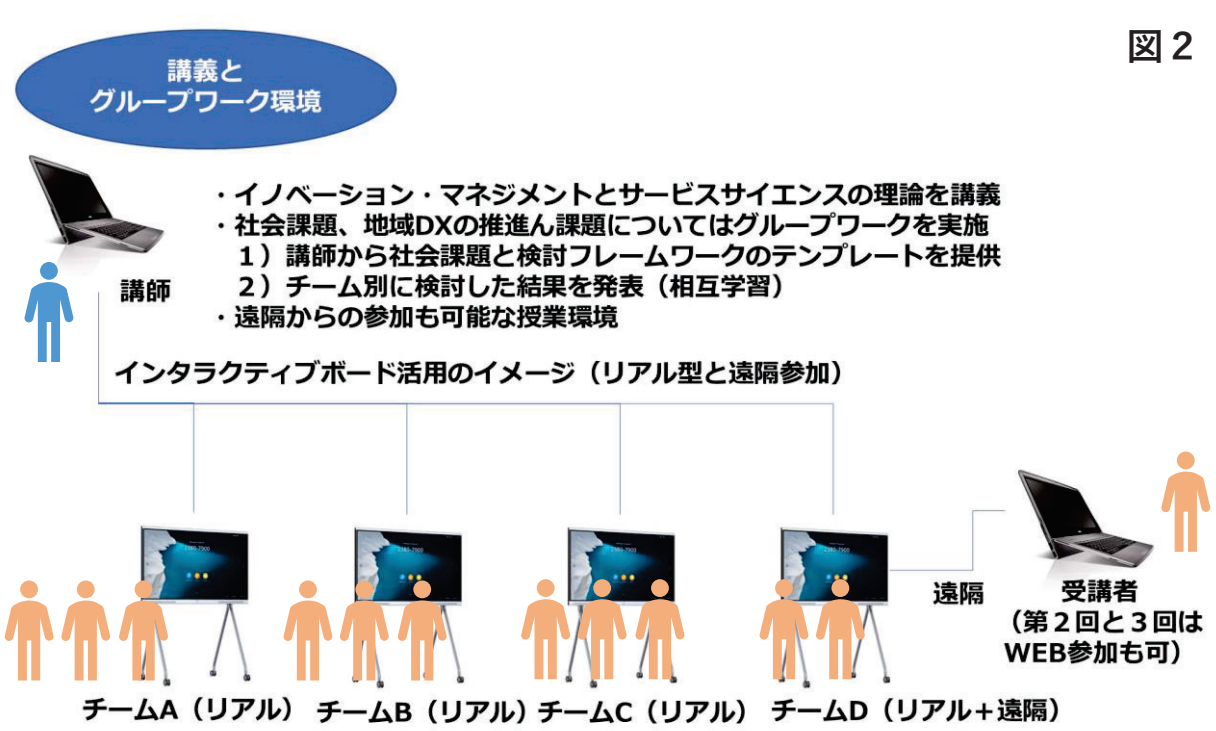 図２
講義と
グループワーク環境
・イノベーション・マネジメントとサービスサイエンスの理論を講義
・社会課題、地域DXの推進ん課題についてはグループワークを実施
１）講師から社会課題と検討フレームワークのテンプレートを提供
２）チーム別に検討した結果を発表（相互学習）
・遠隔からの参加も可能な授業環境
講師
インタラクティブボード活用のイメージ（リアル型と遠隔参加）
遠隔
受講者
（第２回と３回は
WEB参加も可）
チームA（リアル）
チームB（リアル）
チームC（リアル）
チームD（リアル＋遠隔）